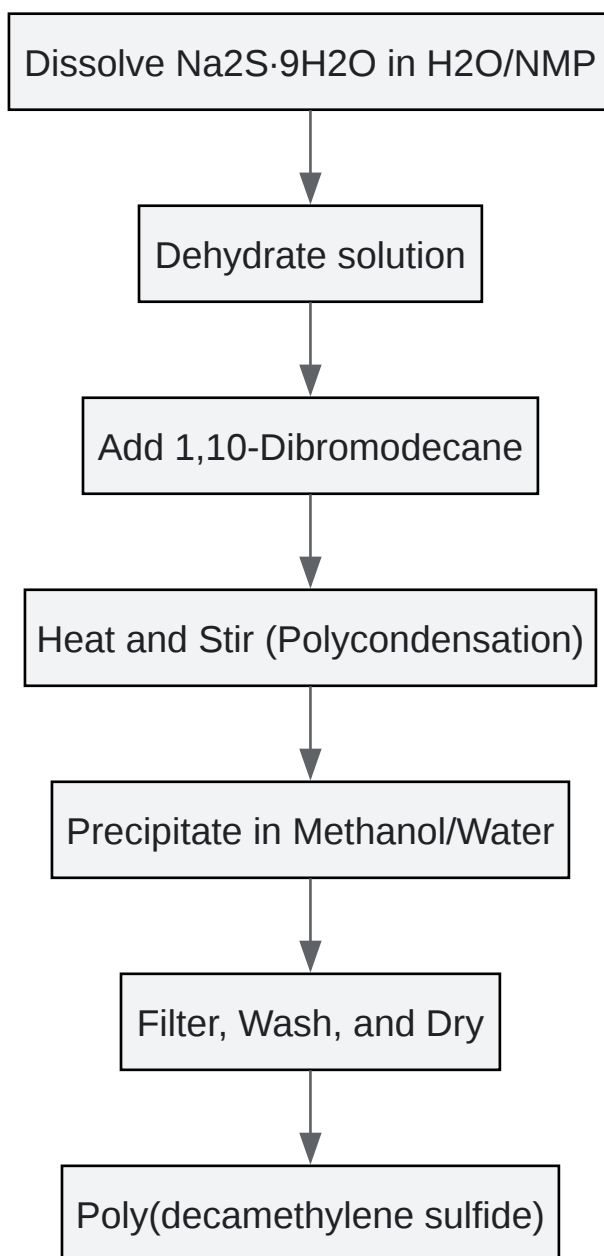 Dissolve Na2S·9H2O in H2O/NMP
Dehydrate solution
Add 1,10-Dibromodecane
Heat and Stir (Polycondensation)
Precipitate in Methanol/Water
Filter, Wash, and Dry
Poly(decamethylene sulfide)